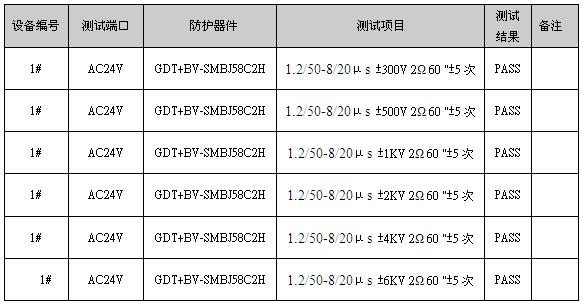 设备编号 测试端口 防护器件 测试项目 测试结果 备注
1# AC24V GDT+BV-SMBJ58C2H 1.2/50-8/20μs ±300V 2Ω 60 "±5 次 PASS
1# AC24V GDT+BV-SMBJ58C2H 1.2/50-8/20μs ±500V 2Ω 60 "±5 次 PASS
1# AC24V GDT+BV-SMBJ58C2H 1.2/50-8/20μs ±1KV 2Ω 60 "±5 次 PASS
1# AC24V GDT+BV-SMBJ58C2H 1.2/50-8/20μs ±2KV 2Ω 60 "±5 次 PASS
1# AC24V GDT+BV-SMBJ58C2H 1.2/50-8/20μs ±4KV 2Ω 60 "±5 次 PASS
1# AC24V GDT+BV-SMBJ58C2H 1.2/50-8/20μs ±6KV 2Ω 60 "±5 次 PASS